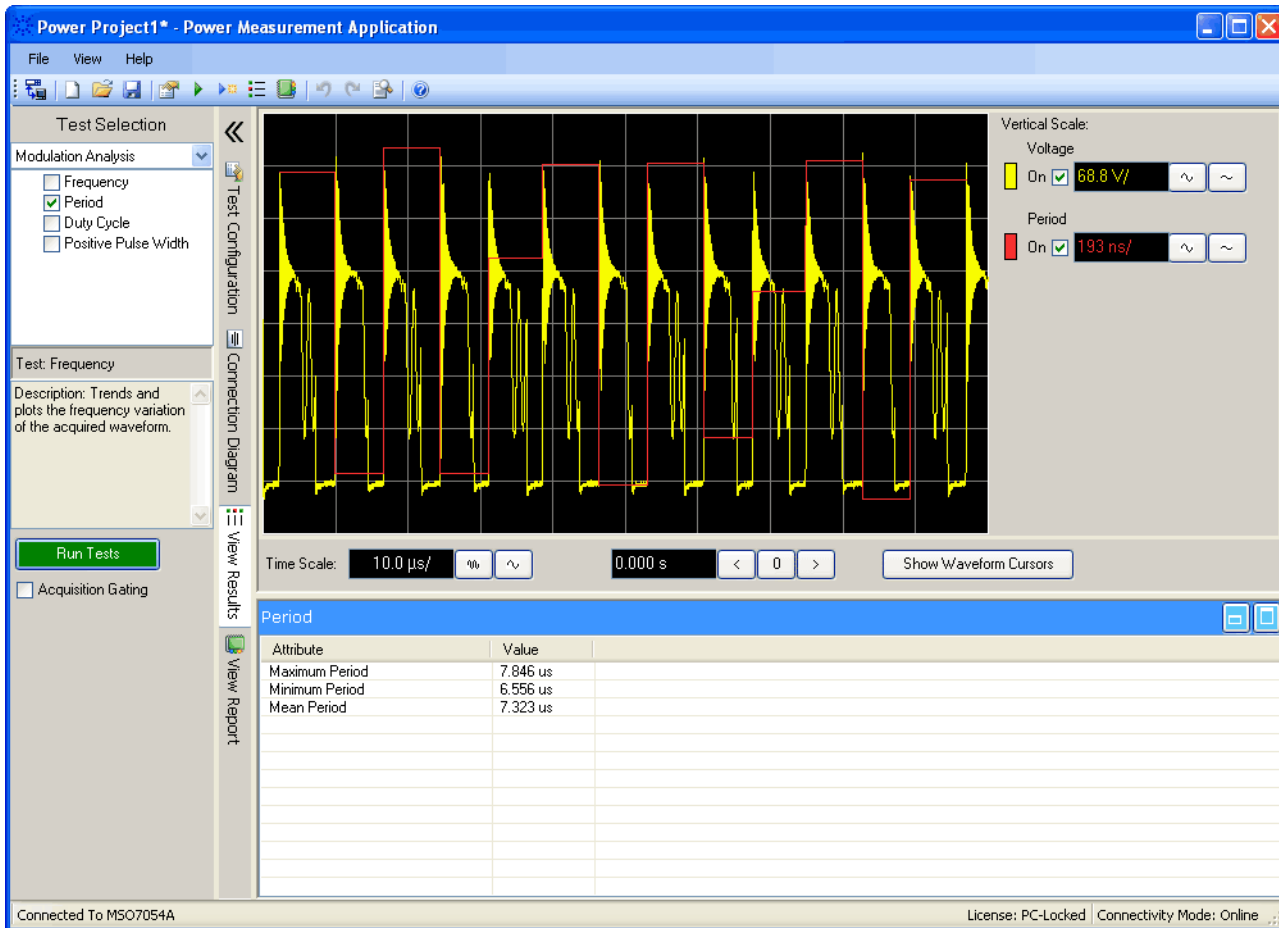 Power Project1* - Power Measurement Application
File View Help
Test Selection
Modulation Analysis
Frequency
Period
Duty Cycle
Positive Pulse Width
Test: Frequency
Description: Trends and
plots the frequency variation
of the acquired waveform.
Run Tests
Acquisition Gating
Test Configuration
Connection Diagram
View Results
View Report
Vertical Scale:
Voltage
On 68.8 V/
Period
On 193 ns/
Time Scale: 10.0 µs/ 0.000 s < 0 > Show Waveform Cursors
Period
Attribute Value
Maximum Period 7.846 us
Minimum Period 6.556 us
Mean Period 7.323 us
Connected To MSO7054A License: PC-Locked Connectivity Mode: Online